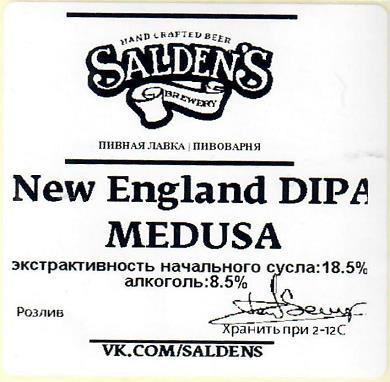 HAND CRAFTED BEER
SALDEN'S
BREWERY
ПИВНАЯ ЛАВКА | ПИВОВАРНЯ
New England DIPA
MEDUSA
экстрактивность начального сусла:18.5%
алкоголь:8.5%
Розлив
Хранить при 2-12С
VK.COM/SALDENS